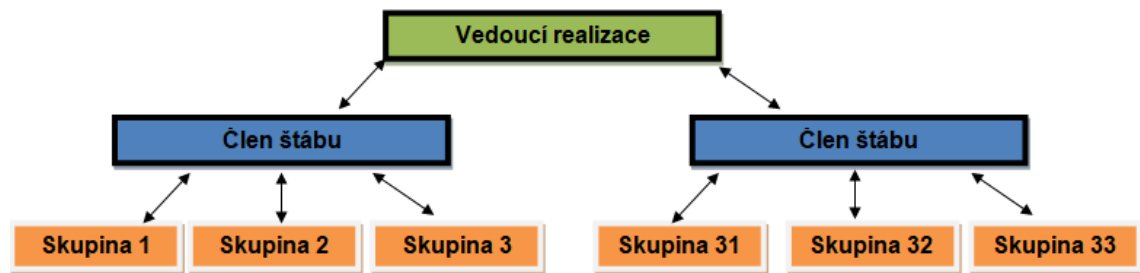 Vedoucí realizace
Člen štábu
Člen štábu
Skupina 1
Skupina 2
Skupina 3
Skupina 31
Skupina 32
Skupina 33